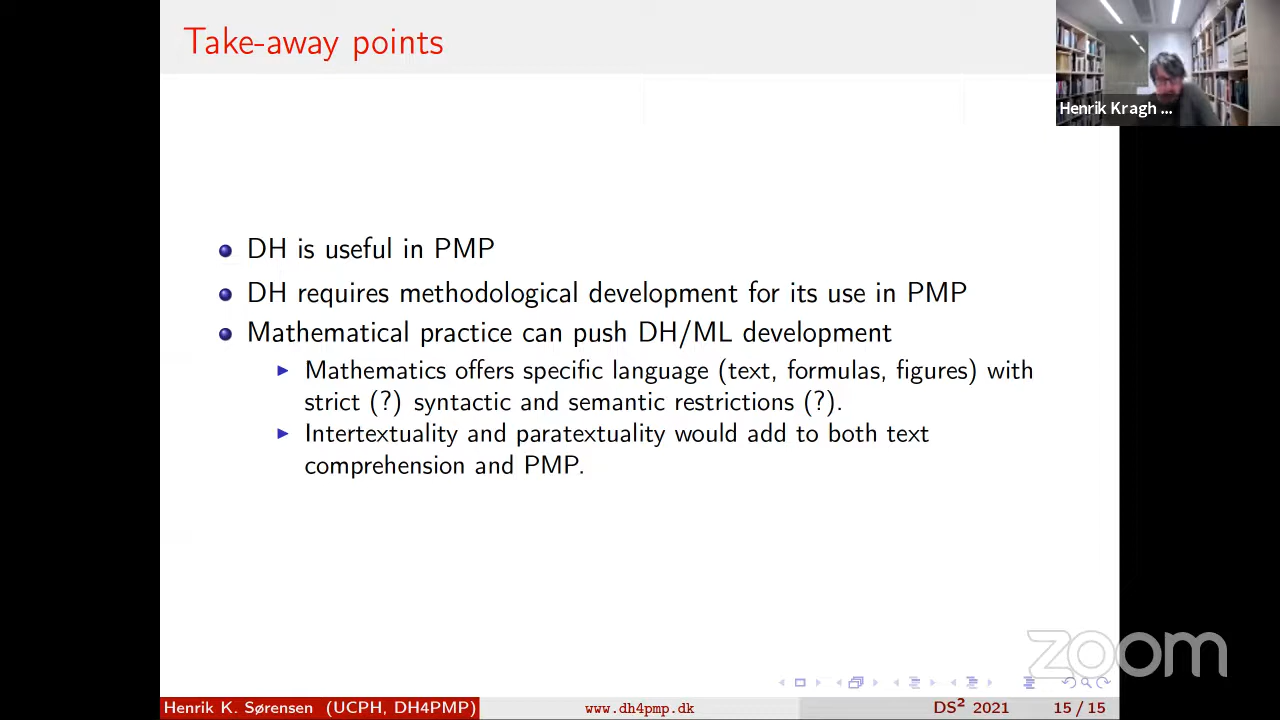 Take-away points
Henrik Kragh ...
DH is useful in PMP
DH requires methodological development for its use in PMP
Mathematical practice can push DH/ML development
Mathematics offers specific language (text, formulas, figures) with
strict (?) syntactic and semantic restrictions (?).
Intertextuality and paratextuality would add to both text
comprehension and PMP.
zoom
Henrik K. Sørensen (UCPH, DH4PMP) www.dh4pmp.dk DS² 2021 15 / 15